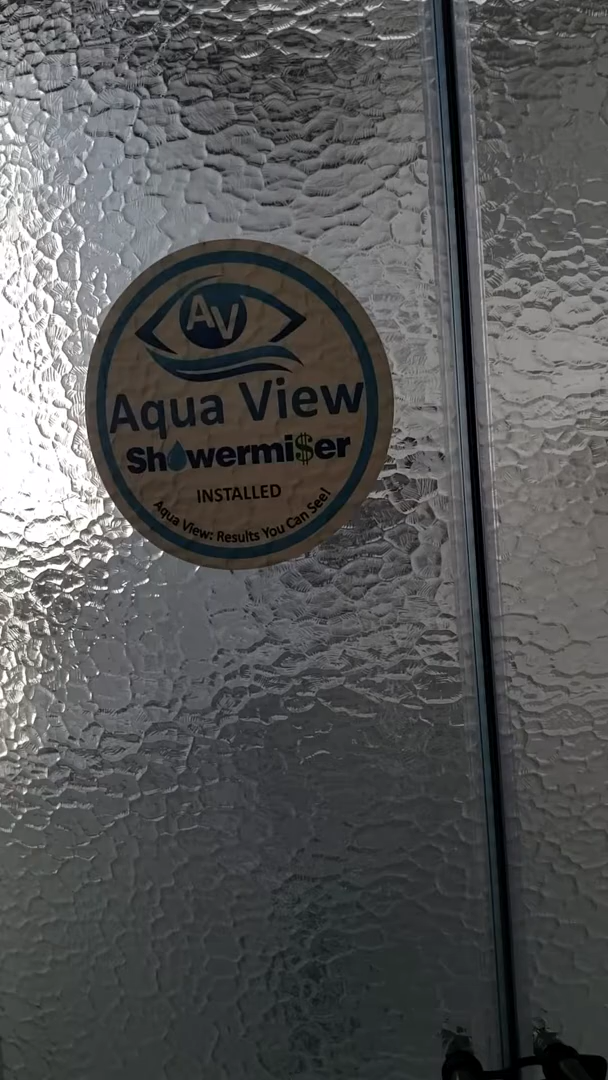 AV
Aqua View
Showermi$er
INSTALLED
Aqua View: Results You Can See!